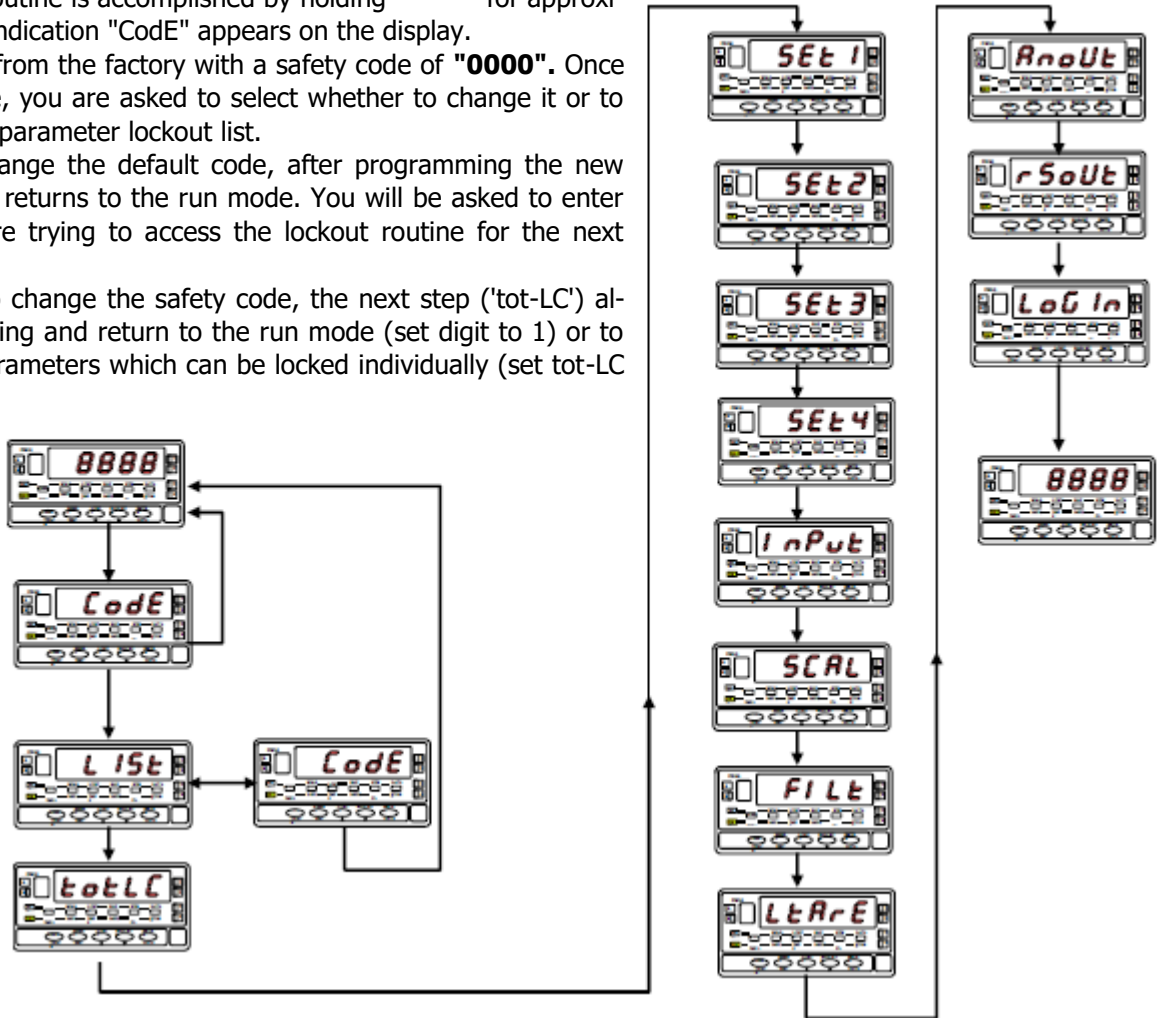 outine is accomplished by holding for approxi-
ndication "CodE" appears on the display.
from the factory with a safety code of "0000". Once
e, you are asked to select whether to change it or to
parameter lockout list.
ange the default code, after programming the new
returns to the run mode. You will be asked to enter
re trying to access the lockout routine for the next
o change the safety code, the next step ('tot-LC') al-
ing and return to the run mode (set digit to 1) or to
rameters which can be locked individually (set tot-LC
8888
CodE
LISt
CodE
totLC
SEt 1
SEt2
SEt3
SEt4
InPut
SCAL
FILt
LtArE
AnoUt
rSoUt
LoG In
8888